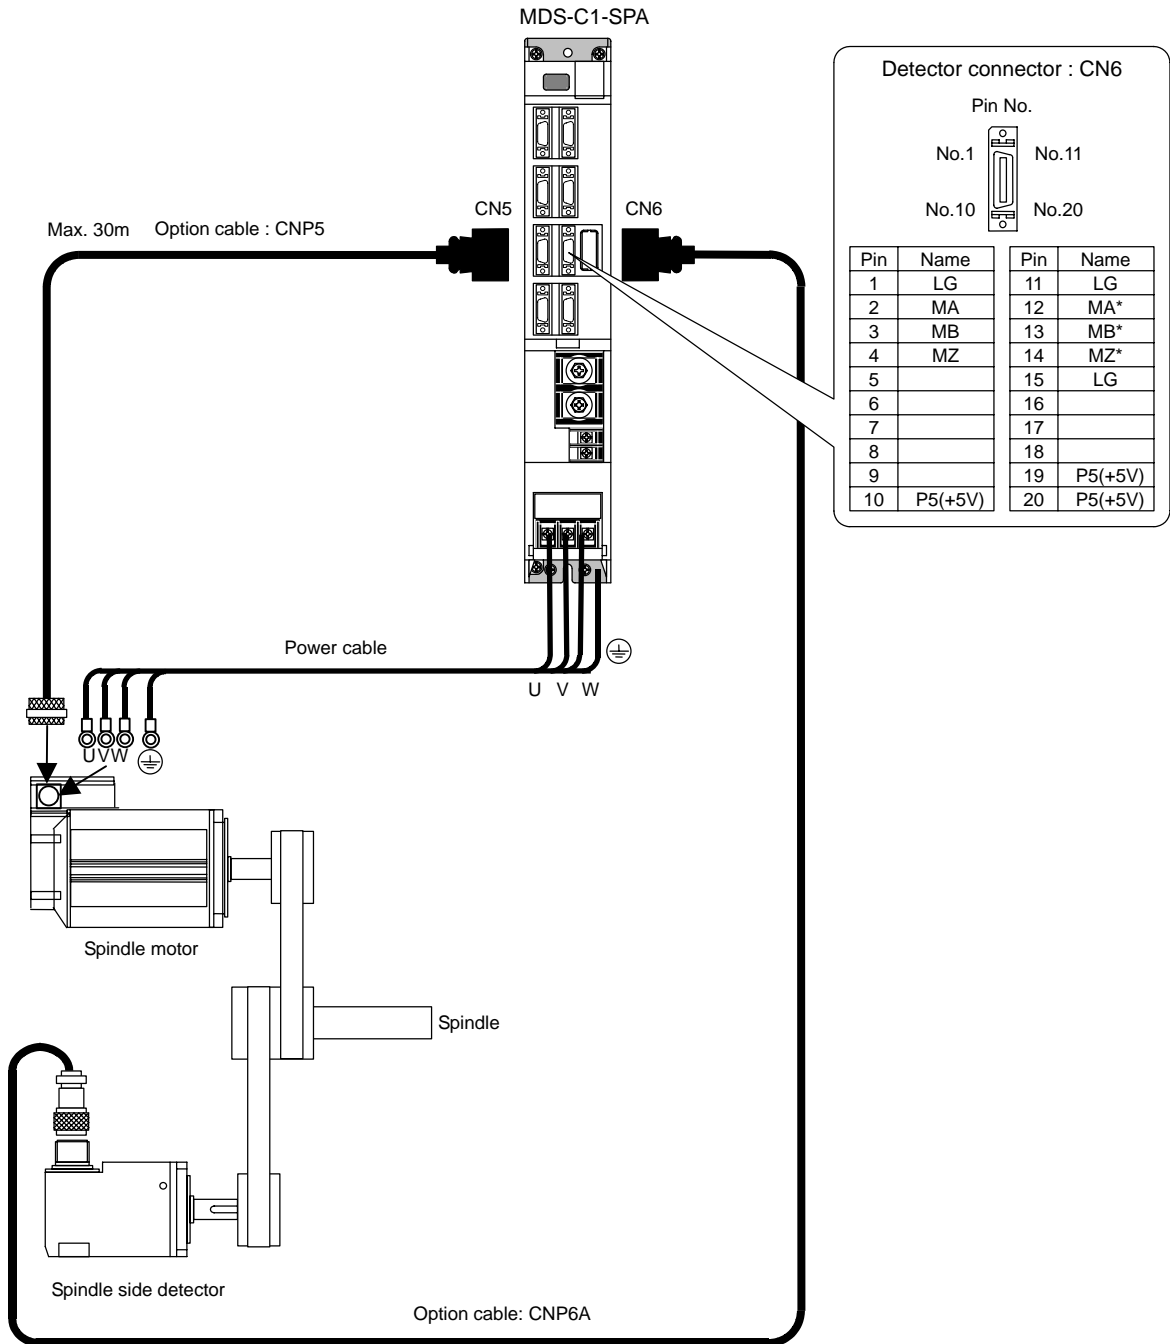 MDS-C1-SPA
Detector connector : CN6
Pin No.
No.1 No.11
No.10 No.20
Pin Name Pin Name
1 LG 11 LG
2 MA 12 MA*
3 MB 13 MB*
4 MZ 14 MZ*
5 15 LG
6 16
7 17
8 18
9 19 P5(+5V)
10 P5(+5V) 20 P5(+5V)
CN5 CN6
Max. 30m Option cable : CNP5
Power cable
U V W
U V W
Spindle motor
Spindle
Spindle side detector
Option cable: CNP6A